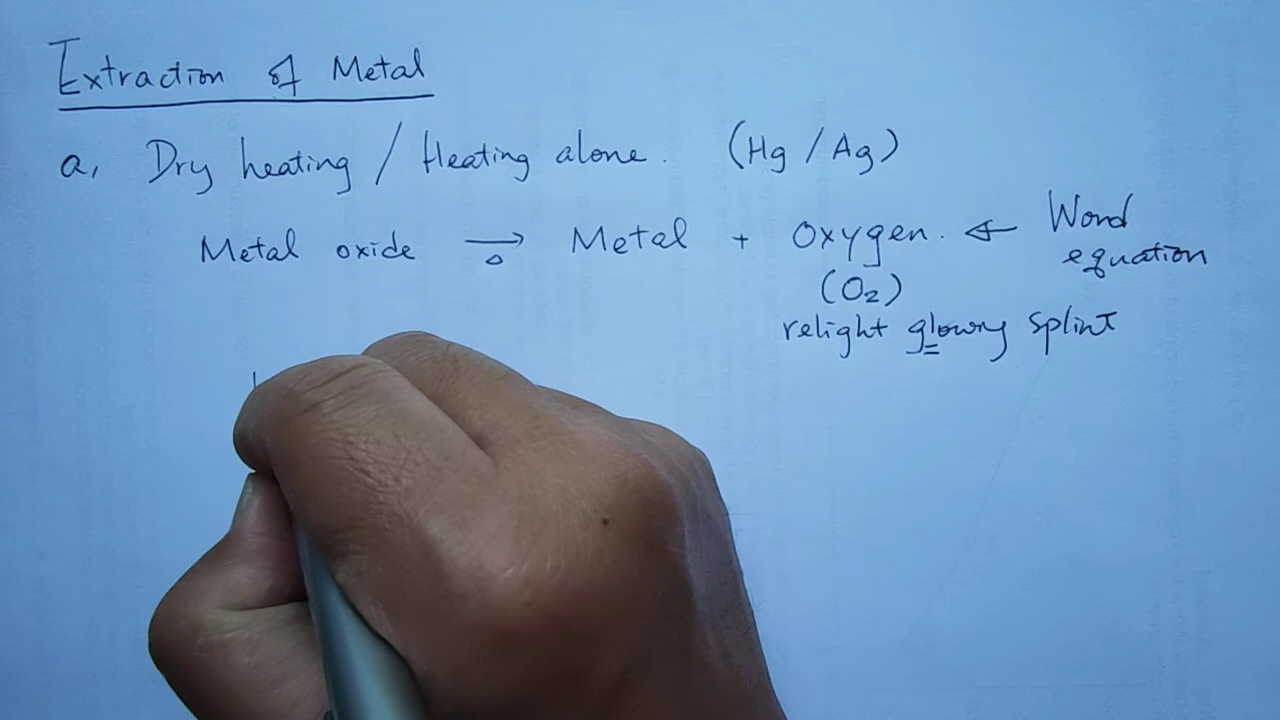 Extraction of Metal
a, Dry heating / Heating alone. (Hg / Ag)
Metal oxide →△ Metal + Oxygen. ← Word equation
(O₂)
relight glowing splint